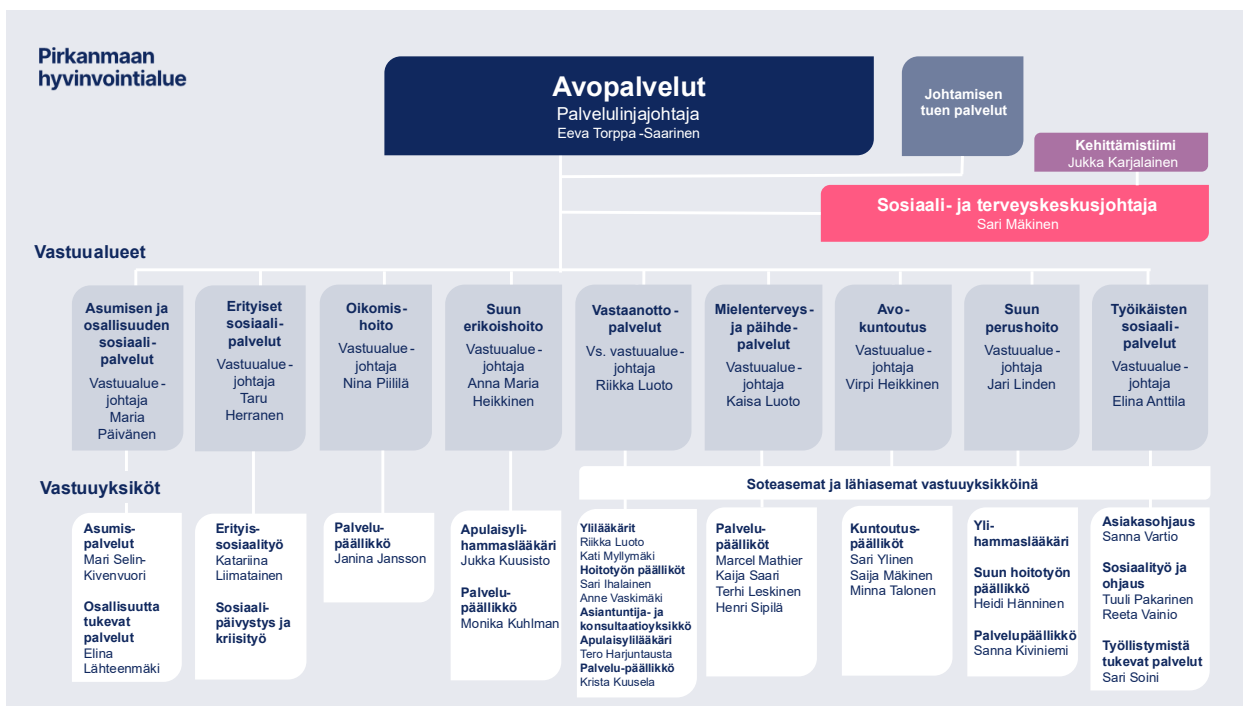 Pirkanmaan
hyvinvointialue
Avopalvelut
Palvelulinjajohtaja
Eeva Torppa -Saarinen
Johtamisen
tuen palvelut
Kehittämistiimi
Jukka Karjalainen
Sosiaali- ja terveyskeskusjohtaja
Sari Mäkinen
Vastuualueet
Asumisen ja
osallisuuden
sosiaali-
palvelut
Vastuualue -
johtaja
Maria
Päivänen
Erityiset
sosiaali-
palvelut
Vastuualue -
johtaja
Taru
Herranen
Oikomis-
hoito
Vastuualue -
johtaja
Nina Piililä
Suun
erikoishoito
Vastuualue -
johtaja
Anna Maria
Heikkinen
Vastaanotto -
palvelut
Vs. vastuualue -
johtaja
Riikka Luoto
Mielenterveys -
ja päihde-
palvelut
Vastuualue -
johtaja
Kaisa Luoto
Avo-
kuntoutus
Vastuualue -
johtaja
Virpi Heikkinen
Suun
perushoito
Vastuualue -
johtaja
Jari Linden
Työikäisten
sosiaali-
palvelut
Vastuualue -
johtaja
Elina Anttila
Vastuuyksiköt
Soteasemat ja lähiasemat vastuuyksikköinä
Asumis-
palvelut
Mari Selin-
Kivenvuori
Osallisuutta
tukevat
palvelut
Elina
Lähteenmäki
Erityis-
sosiaalityö
Katariina
Liimatainen
Sosiaali-
päivystys ja
kriisityö
Palvelu-
päällikkö
Janina Jansson
Apulaisyli-
hammaslääkäri
Jukka Kuusisto
Palvelu-
päällikkö
Monika Kuhlman
Ylilääkärit
Riikka Luoto
Kati Myllymäki
Hoitotyön päälliköt
Sari Ihalainen
Anne Vaskimäki
Asiantuntija- ja
konsultaatioyksikkö
Apulaisylilääkäri
Tero Harjuntausta
Palvelu-päällikkö
Krista Kuusela
Palvelu-
päälliköt
Marcel Mathier
Kaija Saari
Terhi Leskinen
Henri Sipilä
Kuntoutus-
päälliköt
Sari Ylinen
Saija Mäkinen
Minna Talonen
Yli-
hammaslääkäri
Suun hoitotyön
päällikkö
Heidi Hänninen
Palvelupäällikkö
Sanna Kiviniemi
Asiakasohjaus
Sanna Vartio
Sosiaalityö ja
ohjaus
Tuuli Pakarinen
Reeta Vainio
Työllistymistä
tukevat palvelut
Sari Soini